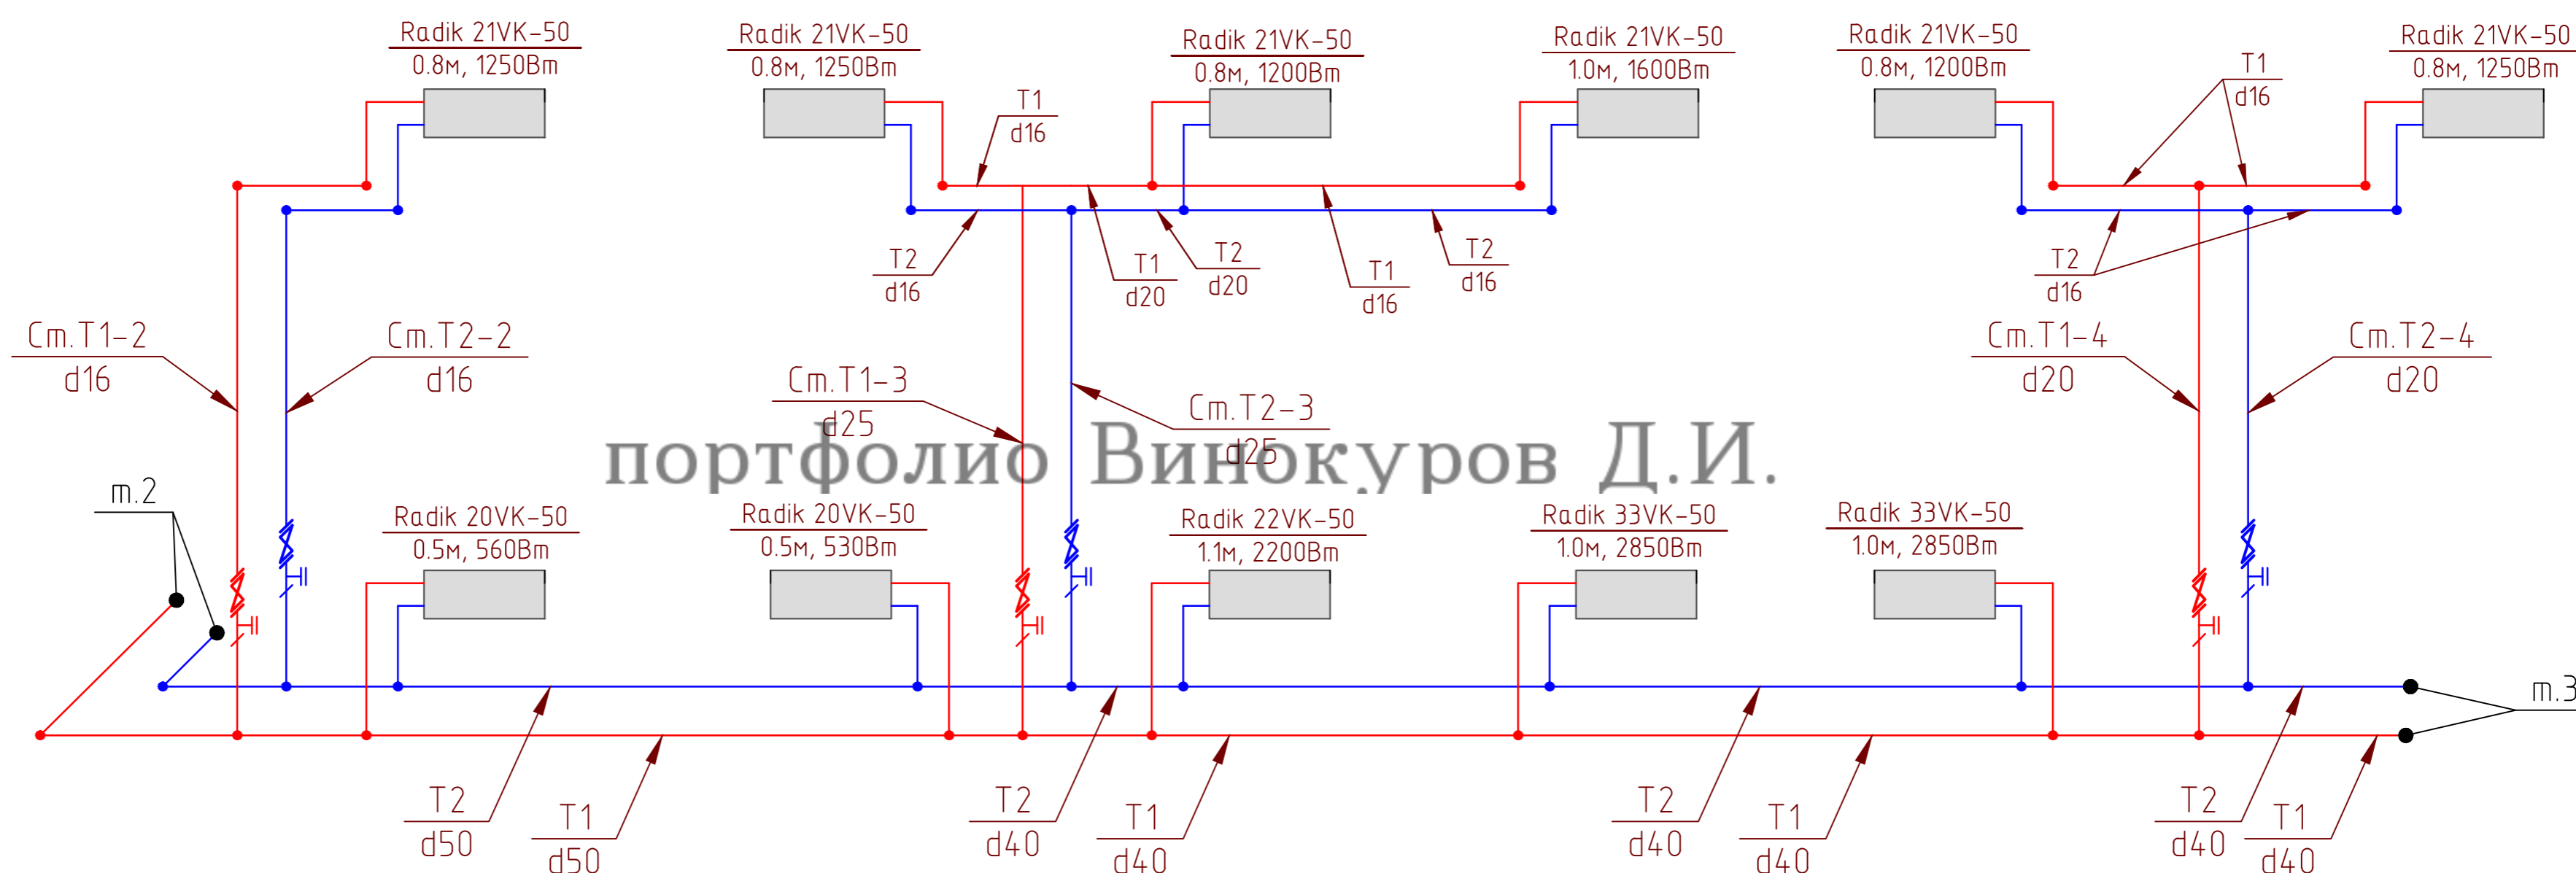 Radik 21VK-50
0.8м, 1250Вт
Radik 21VK-50
0.8м, 1250Вт
Radik 21VK-50
0.8м, 1200Вт
Radik 21VK-50
1.0м, 1600Вт
Radik 21VK-50
0.8м, 1200Вт
Radik 21VK-50
0.8м, 1250Вт
T1
d16
T1
d16
T2
d16
T1
d20
T2
d20
T1
d16
T2
d16
T2
d16
Ст.Т1-2
d16
Ст.Т2-2
d16
Ст.Т1-3
d25
Ст.Т2-3
d25
Ст.Т1-4
d20
Ст.Т2-4
d20
портфолио Винокуров Д.И.
т.2
Radik 20VK-50
0.5м, 560Вт
Radik 20VK-50
0.5м, 530Вт
Radik 22VK-50
1.1м, 2200Вт
Radik 33VK-50
1.0м, 2850Вт
Radik 33VK-50
1.0м, 2850Вт
т.3
T2
d50
T1
d50
T2
d40
T1
d40
T2
d40
T1
d40
T2
d40
T1
d40